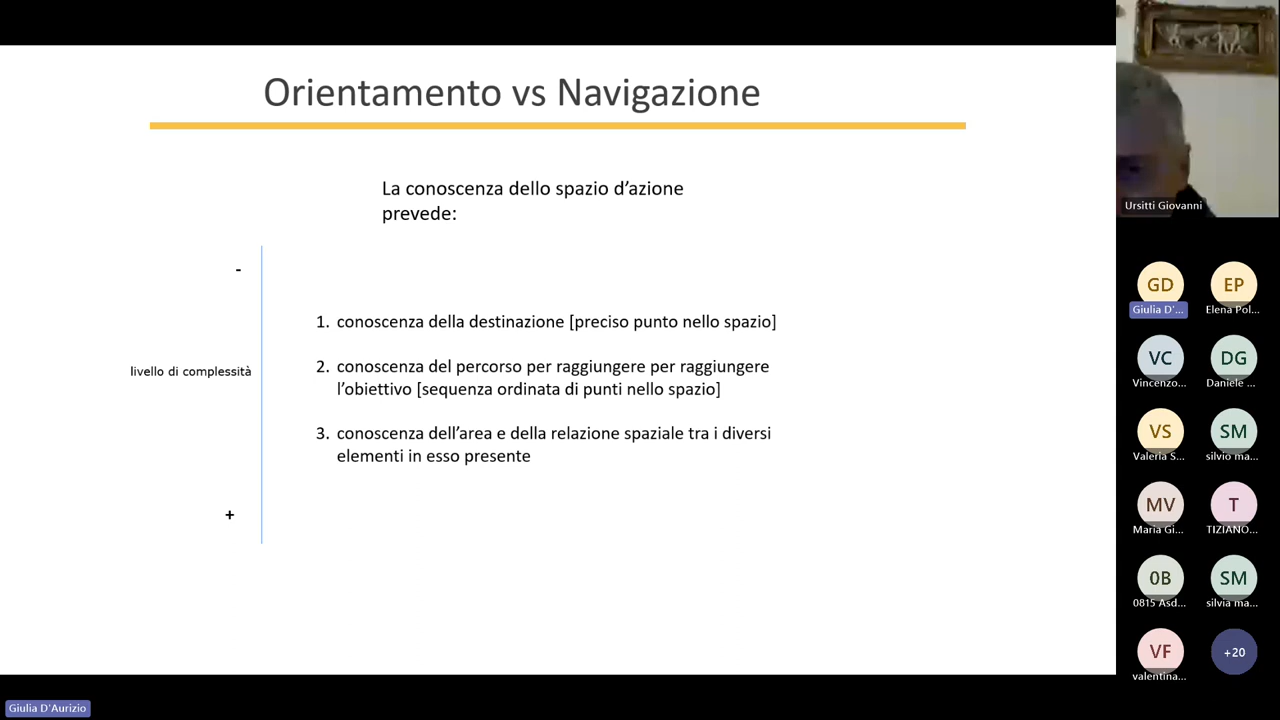 Orientamento vs Navigazione
La conoscenza dello spazio d’azione
prevede:
-
1. conoscenza della destinazione [preciso punto nello spazio]
2. conoscenza del percorso per raggiungere per raggiungere
l’obiettivo [sequenza ordinata di punti nello spazio]
livello di complessità
3. conoscenza dell’area e della relazione spaziale tra i diversi
elementi in esso presente
+
Ursitti Giovanni
GD
Giulia D'...
EP
Elena Pol...
VC
Vincenzo...
DG
Daniele ...
VS
Valeria S...
SM
silvio ma...
MV
Maria Gi...
T
TIZIANO...
0B
0815 Asd...
SM
silvia ma...
VF
valentina...
+20
Giulia D'Aurizio